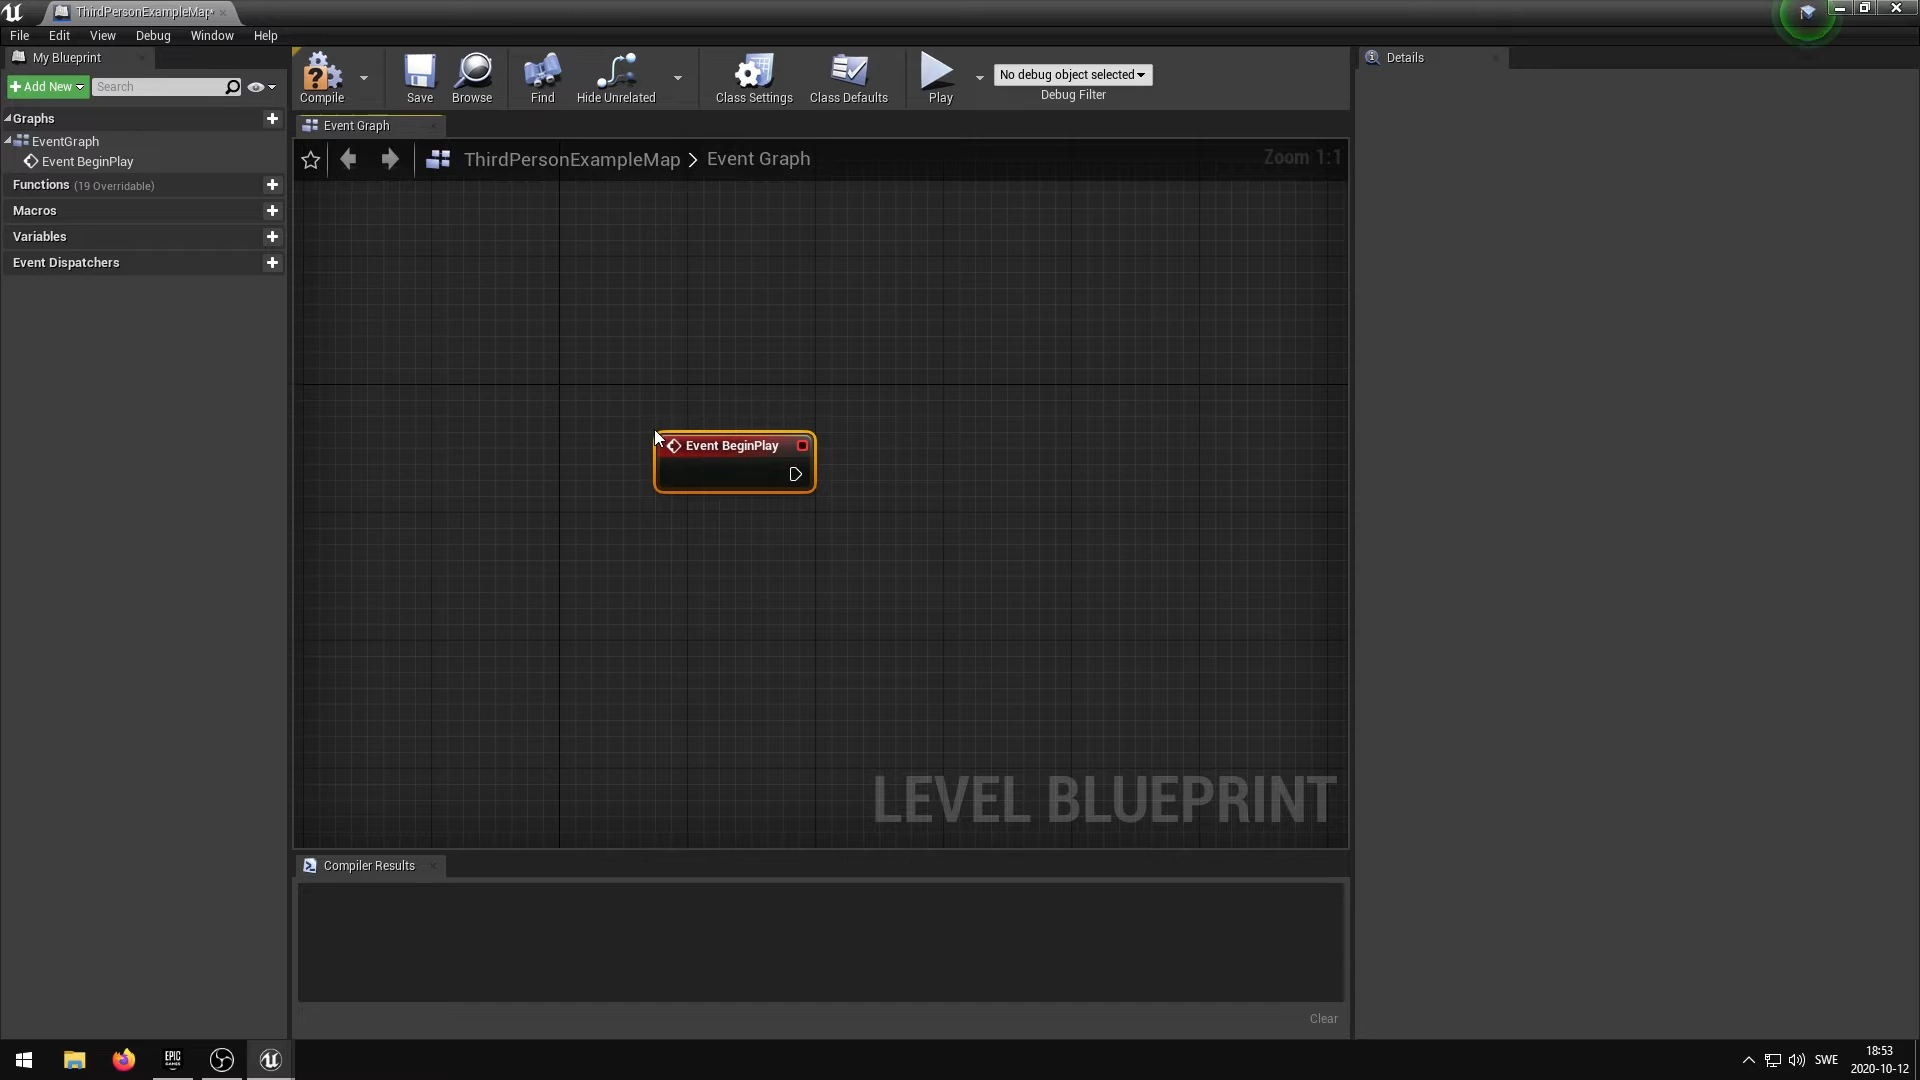 ThirdPersonExampleMap*
File Edit View Debug Window Help
My Blueprint
Add New Search
Graphs
EventGraph
Event BeginPlay
Functions (19 Overridable)
Macros
Variables
Event Dispatchers
Compile Save Browse Find Hide Unrelated Class Settings Class Defaults Play
No debug object selected
Debug Filter
Event Graph
ThirdPersonExampleMap > Event Graph
Zoom 1:1
Event BeginPlay
LEVEL BLUEPRINT
Compiler Results
Clear
Details
EPIC
GAMES
SWE
18:53
2020-10-12